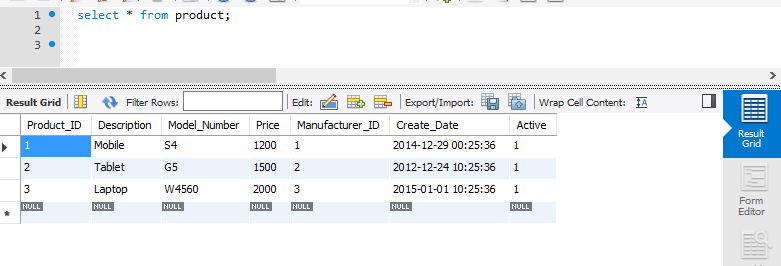 1 select * from product;
2
3
Result Grid Filter Rows: Edit: Export/Import: Wrap Cell Content: IA
Product_ID Description Model_Number Price Manufacturer_ID Create_Date Active
1 Mobile S4 1200 1 2014-12-29 00:25:36 1
2 Tablet G5 1500 2 2012-12-24 10:25:36 1
3 Laptop W4560 2000 3 2015-01-01 10:25:36 1
* NULL NULL NULL NULL NULL NULL NULL
Result
Grid
Form
Editor